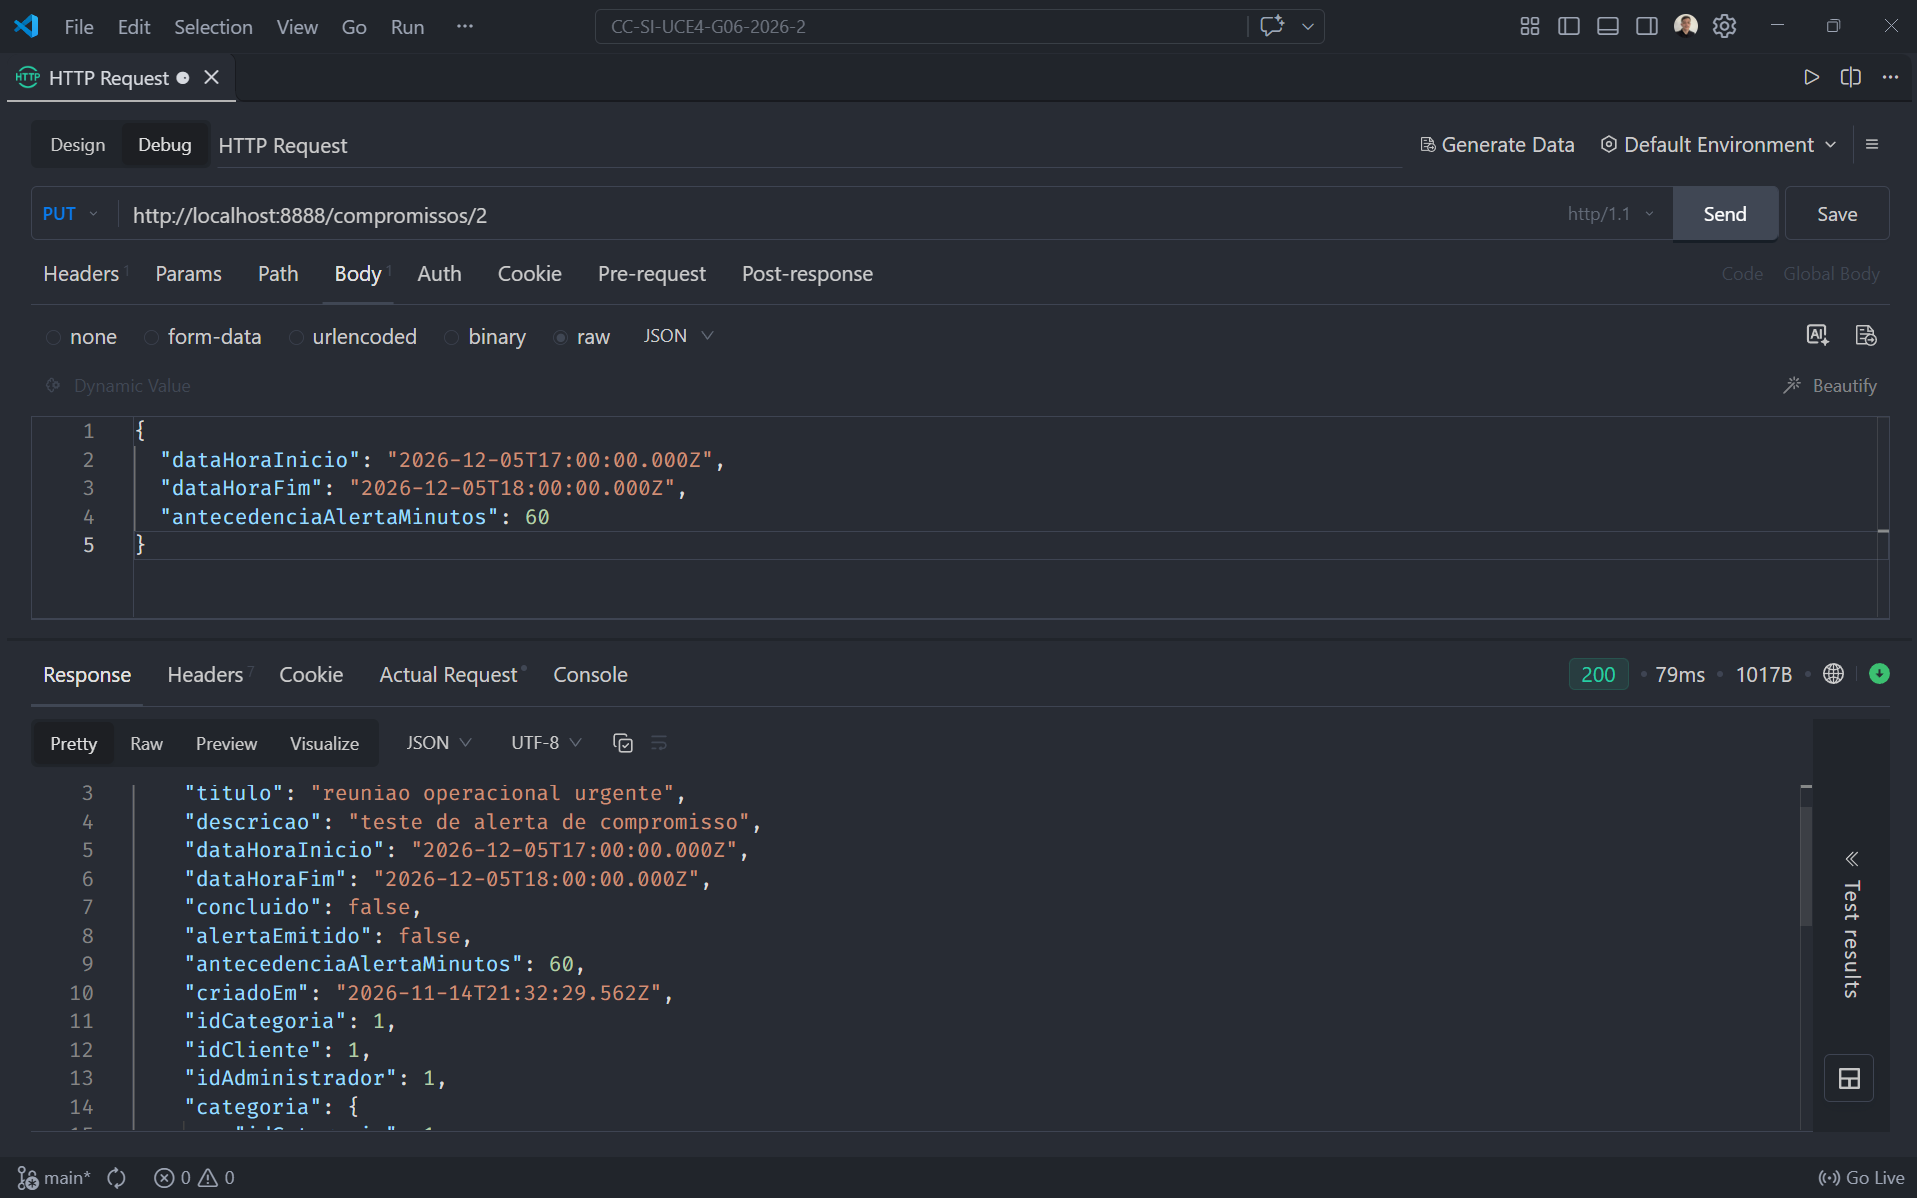 File Edit Selection View Go Run ···
CC-SI-UCE4-G06-2026-2
HTTP HTTP Request
Design Debug HTTP Request
Generate Data Default Environment
PUT http://localhost:8888/compromissos/2 http/1.1 Send Save
Headers 1 Params Path Body 1 Auth Cookie Pre-request Post-response Code Global Body
none form-data urlencoded binary raw JSON AI
Dynamic Value Beautify
1 {
2 "dataHoraInicio": "2026-12-05T17:00:00.000Z",
3 "dataHoraFim": "2026-12-05T18:00:00.000Z",
4 "antecedenciaAlertaMinutos": 60
5 }
Response Headers 7 Cookie Actual Request Console 200 79ms 1017B
Pretty Raw Preview Visualize JSON UTF-8
3 "titulo": "reuniao operacional urgente",
4 "descricao": "teste de alerta de compromisso",
5 "dataHoraInicio": "2026-12-05T17:00:00.000Z",
6 "dataHoraFim": "2026-12-05T18:00:00.000Z",
7 "concluido": false,
8 "alertaEmitido": false,
9 "antecedenciaAlertaMinutos": 60,
10 "criadoEm": "2026-11-14T21:32:29.562Z",
11 "idCategoria": 1,
12 "idCliente": 1,
13 "idAdministrador": 1,
14 "categoria": {
Test results
main* 0 0 Go Live